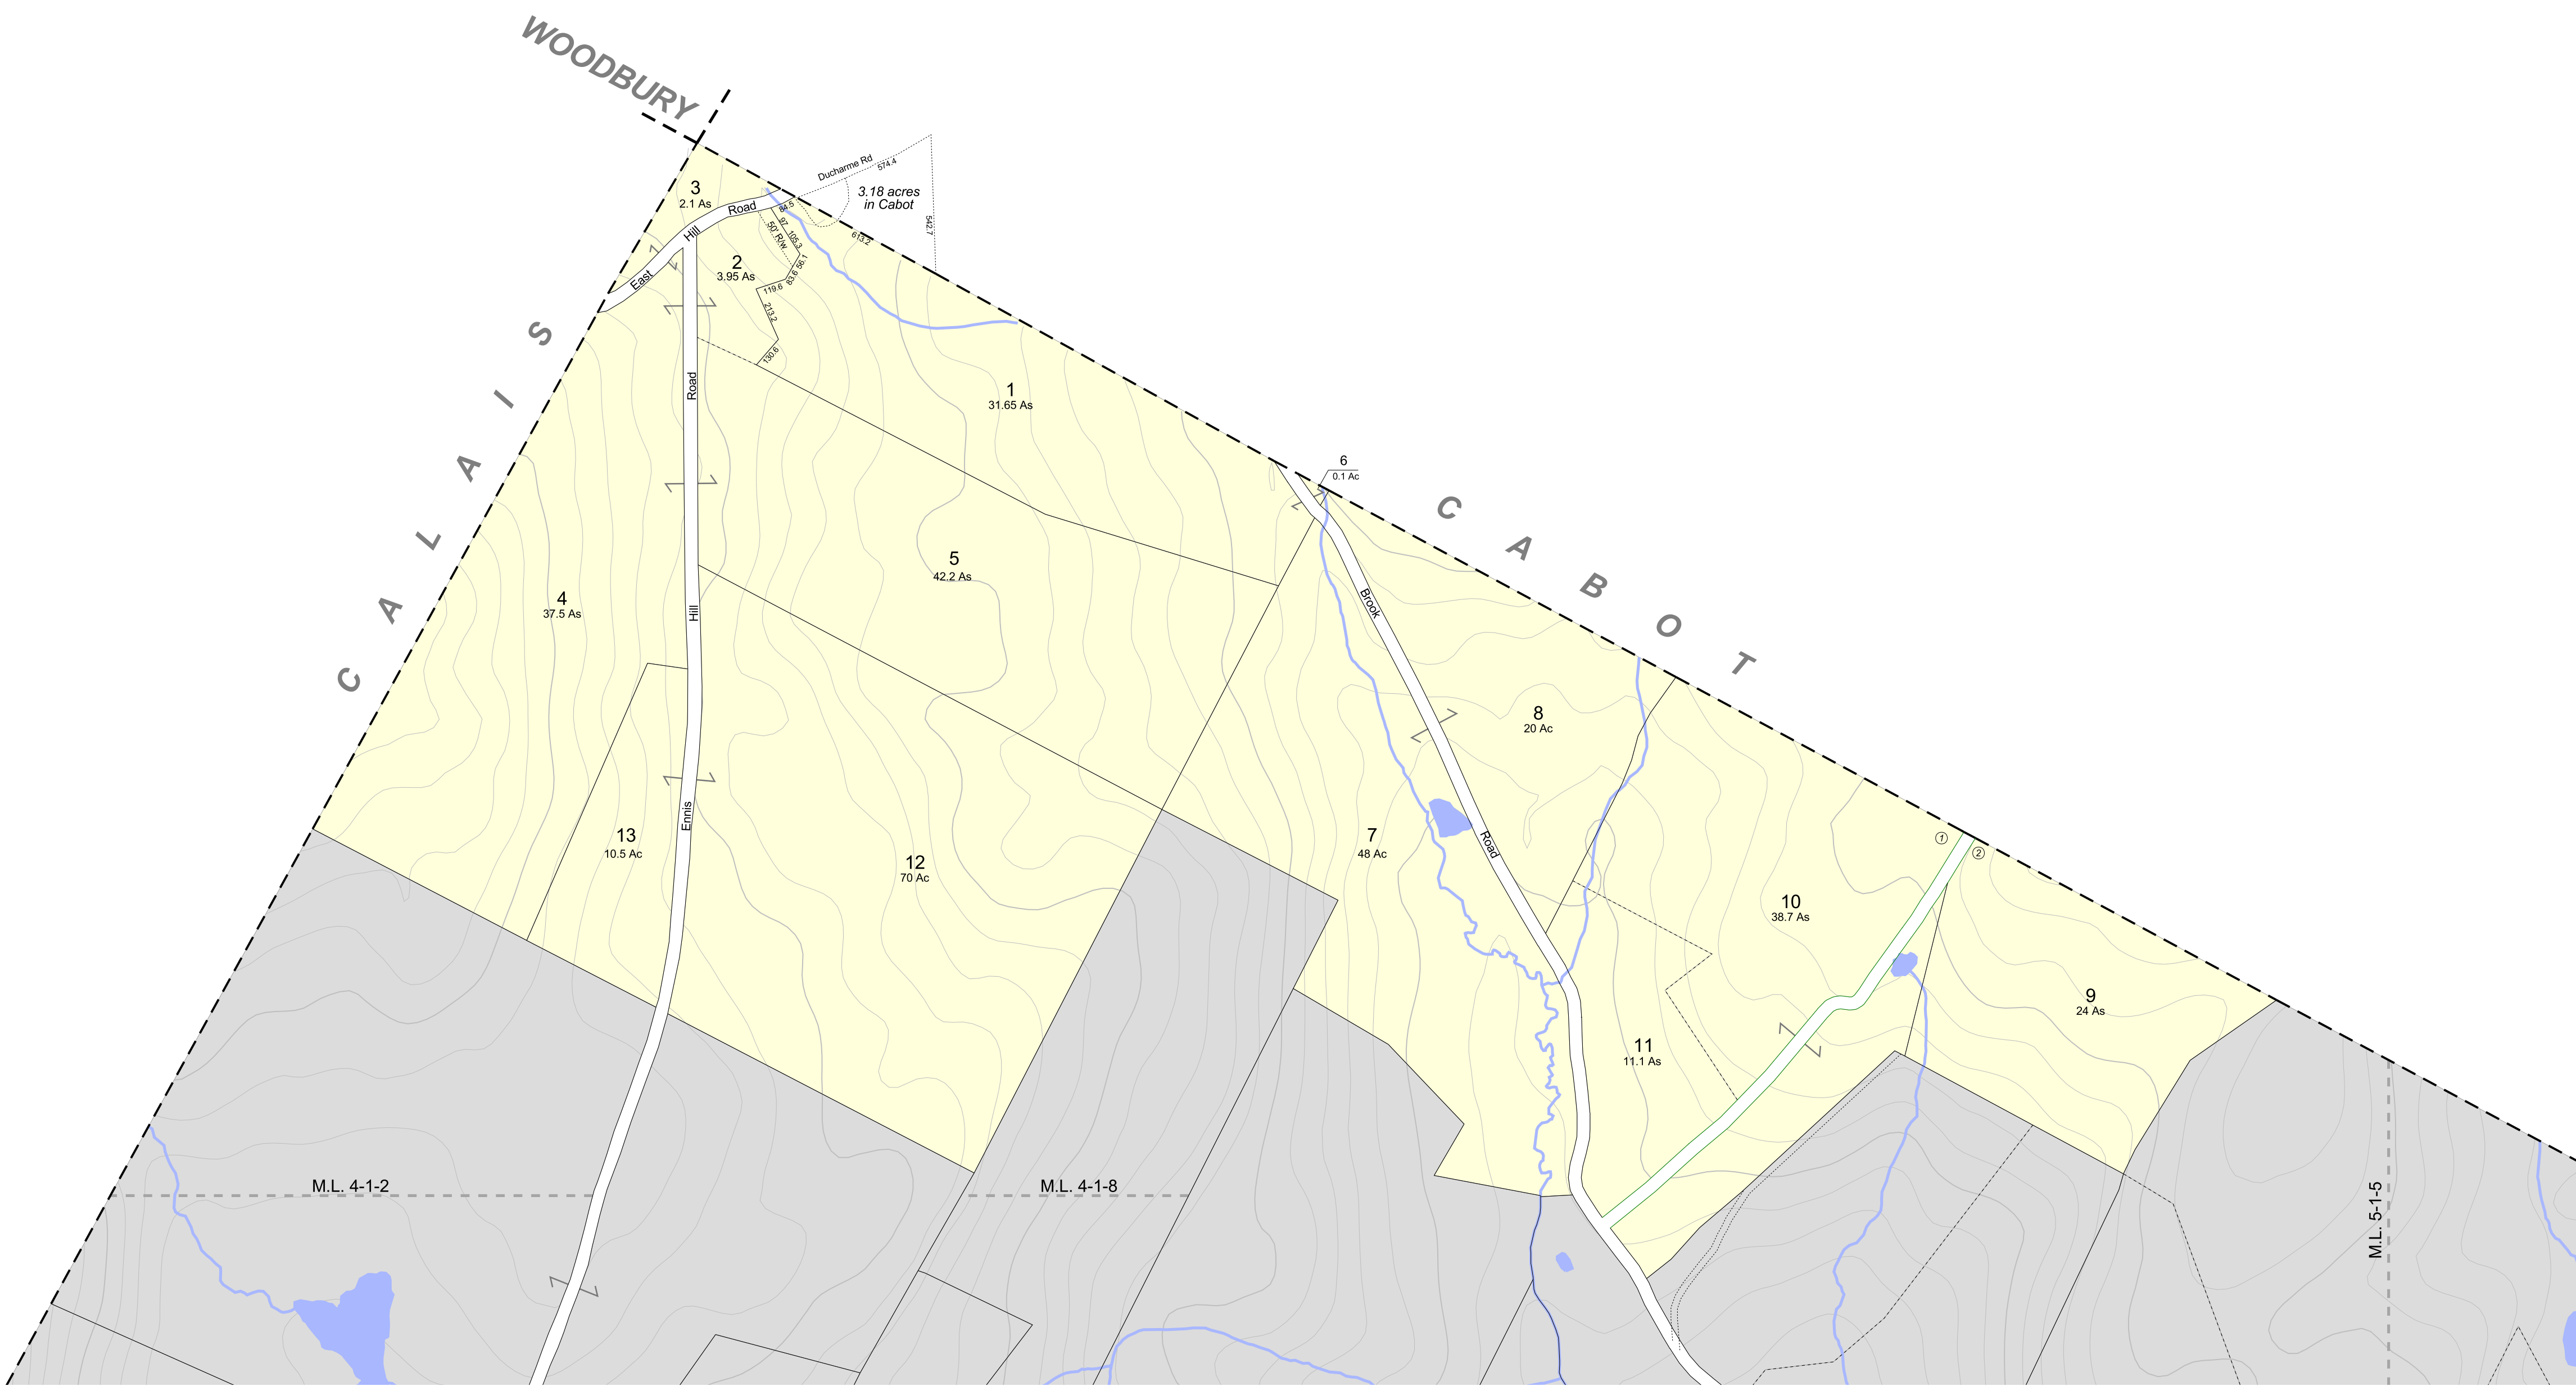 WOODBURY
Ducharme Rd
574.4
3.18 acres
in Cabot
542.7
613.2
3
2.1 As
East Hill Road
84.5
97
105.3
50' R/w
56.1
83.6
119.6
213.2
130.6
2
3.95 As
CALAIS
CABOT
1
31.65 As
6
0.1 Ac
5
42.2 As
4
37.5 As
Ennis Hill Road
Brook Road
8
20 Ac
7
48 Ac
13
10.5 Ac
12
70 Ac
1
2
10
38.7 As
9
24 As
11
11.1 As
M.L. 4-1-2
M.L. 4-1-8
M.L. 5-1-5